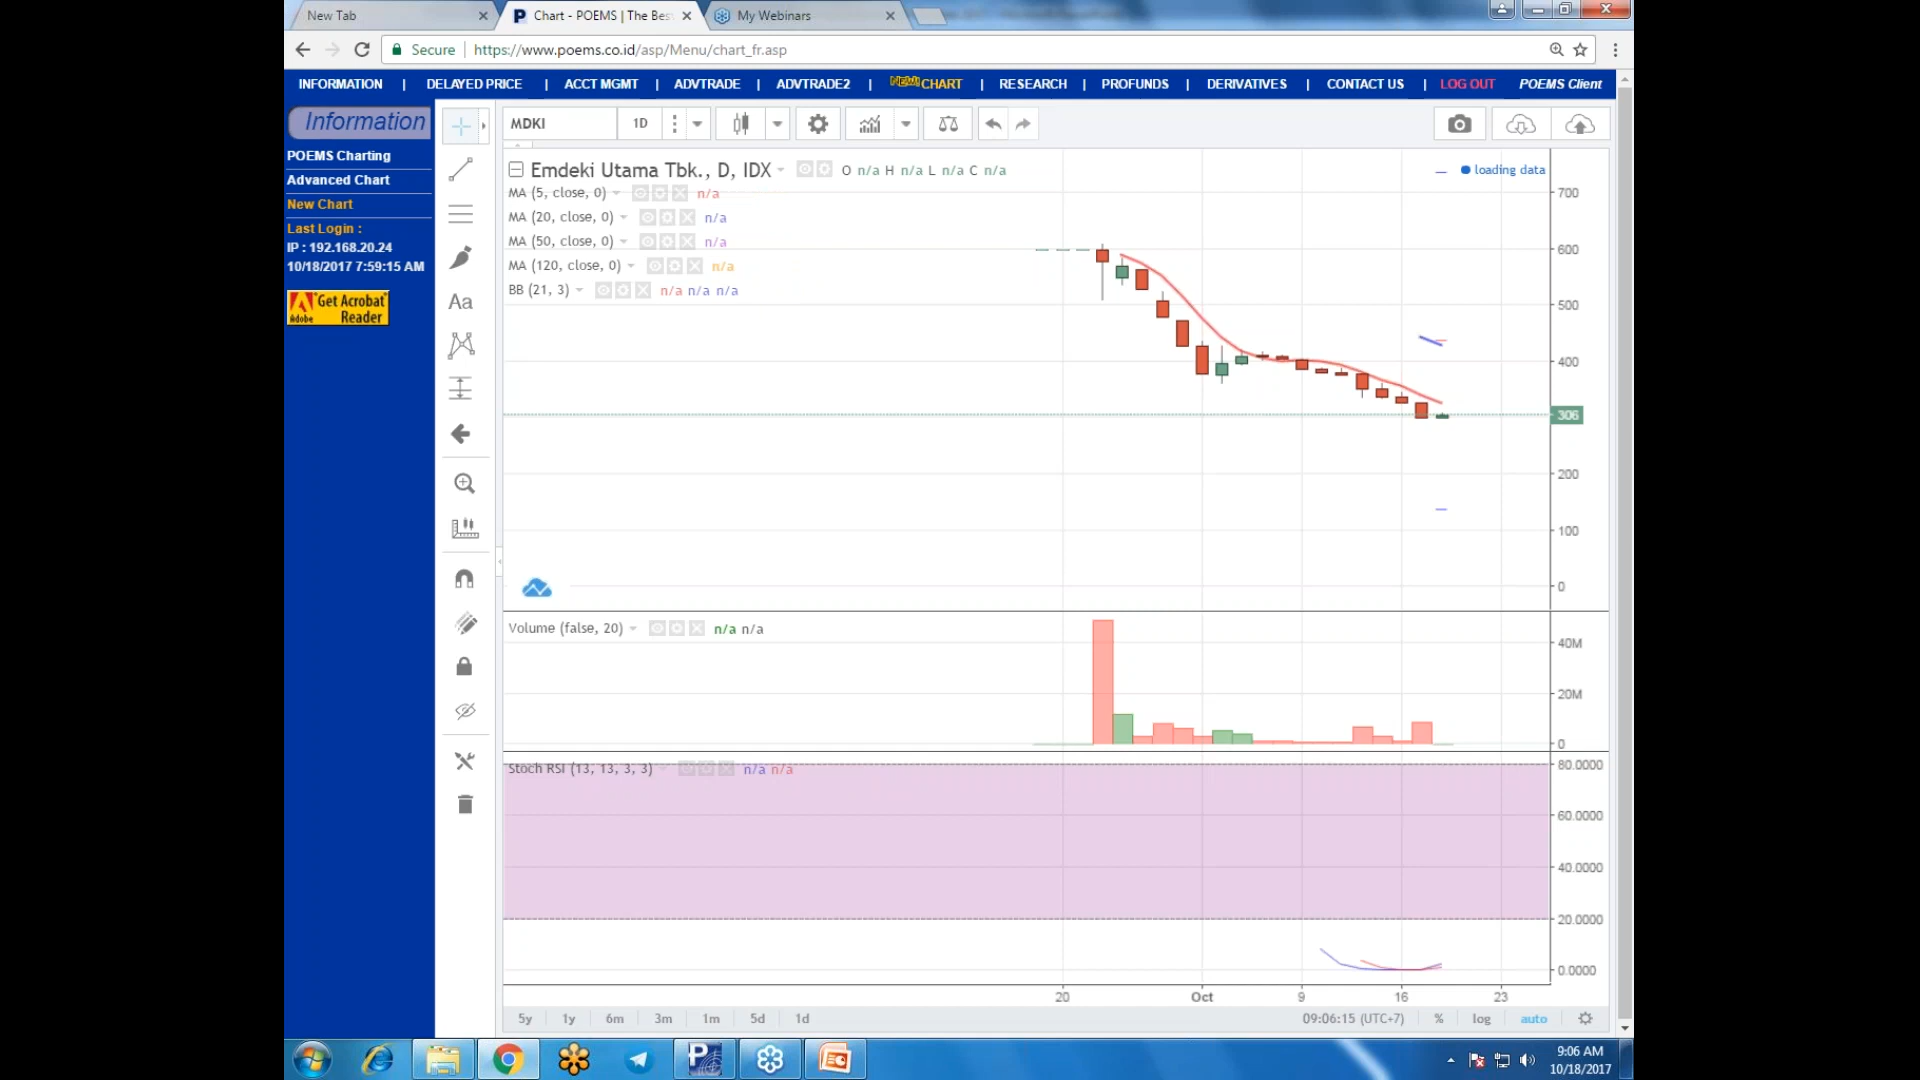 New Tab
Chart - POEMS | The Bes
My Webinars
Secure
https://www.poems.co.id/asp/Menu/chart_fr.asp
INFORMATION | DELAYED PRICE | ACCT MGMT | ADVTRADE | ADVTRADE2 | NEW! CHART | RESEARCH | PROFUNDS | DERIVATIVES | CONTACT US | LOG OUT POEMS Client
Information
POEMS Charting
Advanced Chart
New Chart
Last Login :
IP : 192.168.20.24
10/18/2017 7:59:15 AM
Get Acrobat
Adobe Reader
Aa
MDKI 1D
Emdeki Utama Tbk., D, IDX O n/a H n/a L n/a C n/a
loading data
MA (5, close, 0) n/a
MA (20, close, 0) n/a
MA (50, close, 0) n/a
MA (120, close, 0) n/a
BB (21, 3) n/a n/a n/a
700
600
500
400
306
200
100
0
Volume (false, 20) n/a n/a
40M
20M
0
Stoch RSI (13, 13, 3, 3) n/a n/a
80.0000
60.0000
40.0000
20.0000
0.0000
20 Oct 9 16 23
5y 1y 6m 3m 1m 5d 1d
09:06:15 (UTC+7) % log auto
9:06 AM
10/18/2017